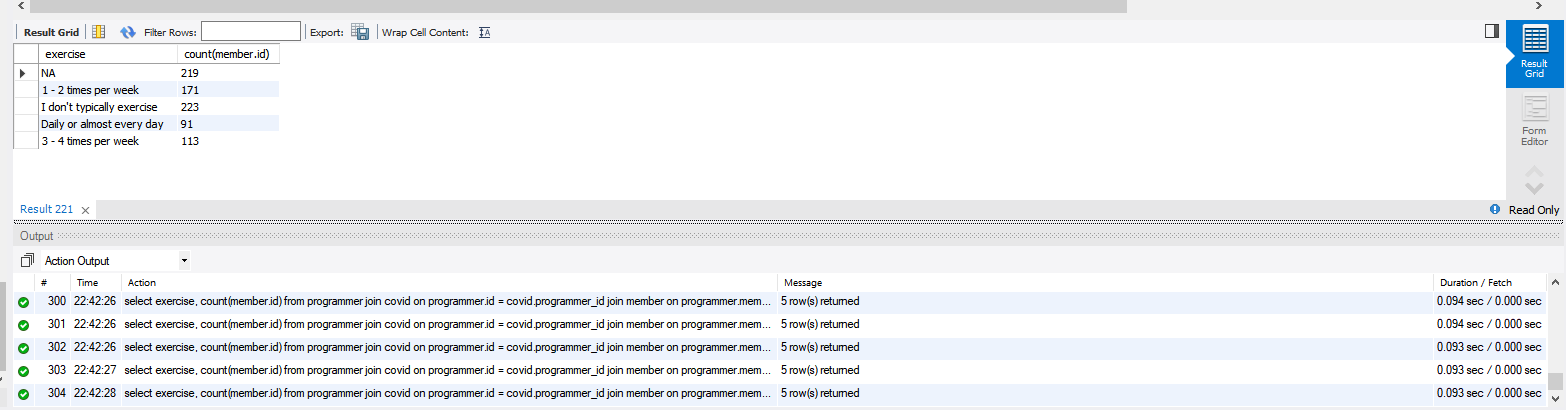 Result Grid Filter Rows: Export: Wrap Cell Content:
exercise count(member.id)
NA 219
1 - 2 times per week 171
I don't typically exercise 223
Daily or almost every day 91
3 - 4 times per week 113
Result Grid
Form Editor
Result 221
Read Only
Output
Action Output
# Time Action Message Duration / Fetch
300 22:42:26 select exercise, count(member.id) from programmer join covid on programmer.id = covid.programmer_id join member on programmer.mem... 5 row(s) returned 0.094 sec / 0.000 sec
301 22:42:26 select exercise, count(member.id) from programmer join covid on programmer.id = covid.programmer_id join member on programmer.mem... 5 row(s) returned 0.094 sec / 0.000 sec
302 22:42:26 select exercise, count(member.id) from programmer join covid on programmer.id = covid.programmer_id join member on programmer.mem... 5 row(s) returned 0.093 sec / 0.000 sec
303 22:42:27 select exercise, count(member.id) from programmer join covid on programmer.id = covid.programmer_id join member on programmer.mem... 5 row(s) returned 0.093 sec / 0.000 sec
304 22:42:28 select exercise, count(member.id) from programmer join covid on programmer.id = covid.programmer_id join member on programmer.mem... 5 row(s) returned 0.093 sec / 0.000 sec